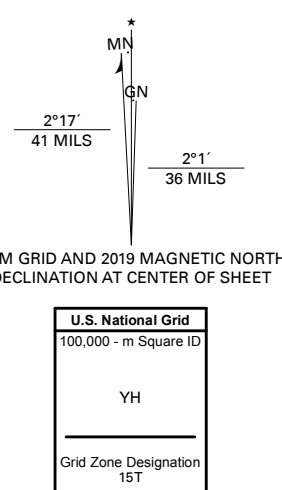 ★
MN
GN
2°17´
41 MILS
2°1´
36 MILS
M GRID AND 2019 MAGNETIC NORTH
DECLINATION AT CENTER OF SHEET
U.S. National Grid
100,000 - m Square ID
YH
Grid Zone Designation
15T